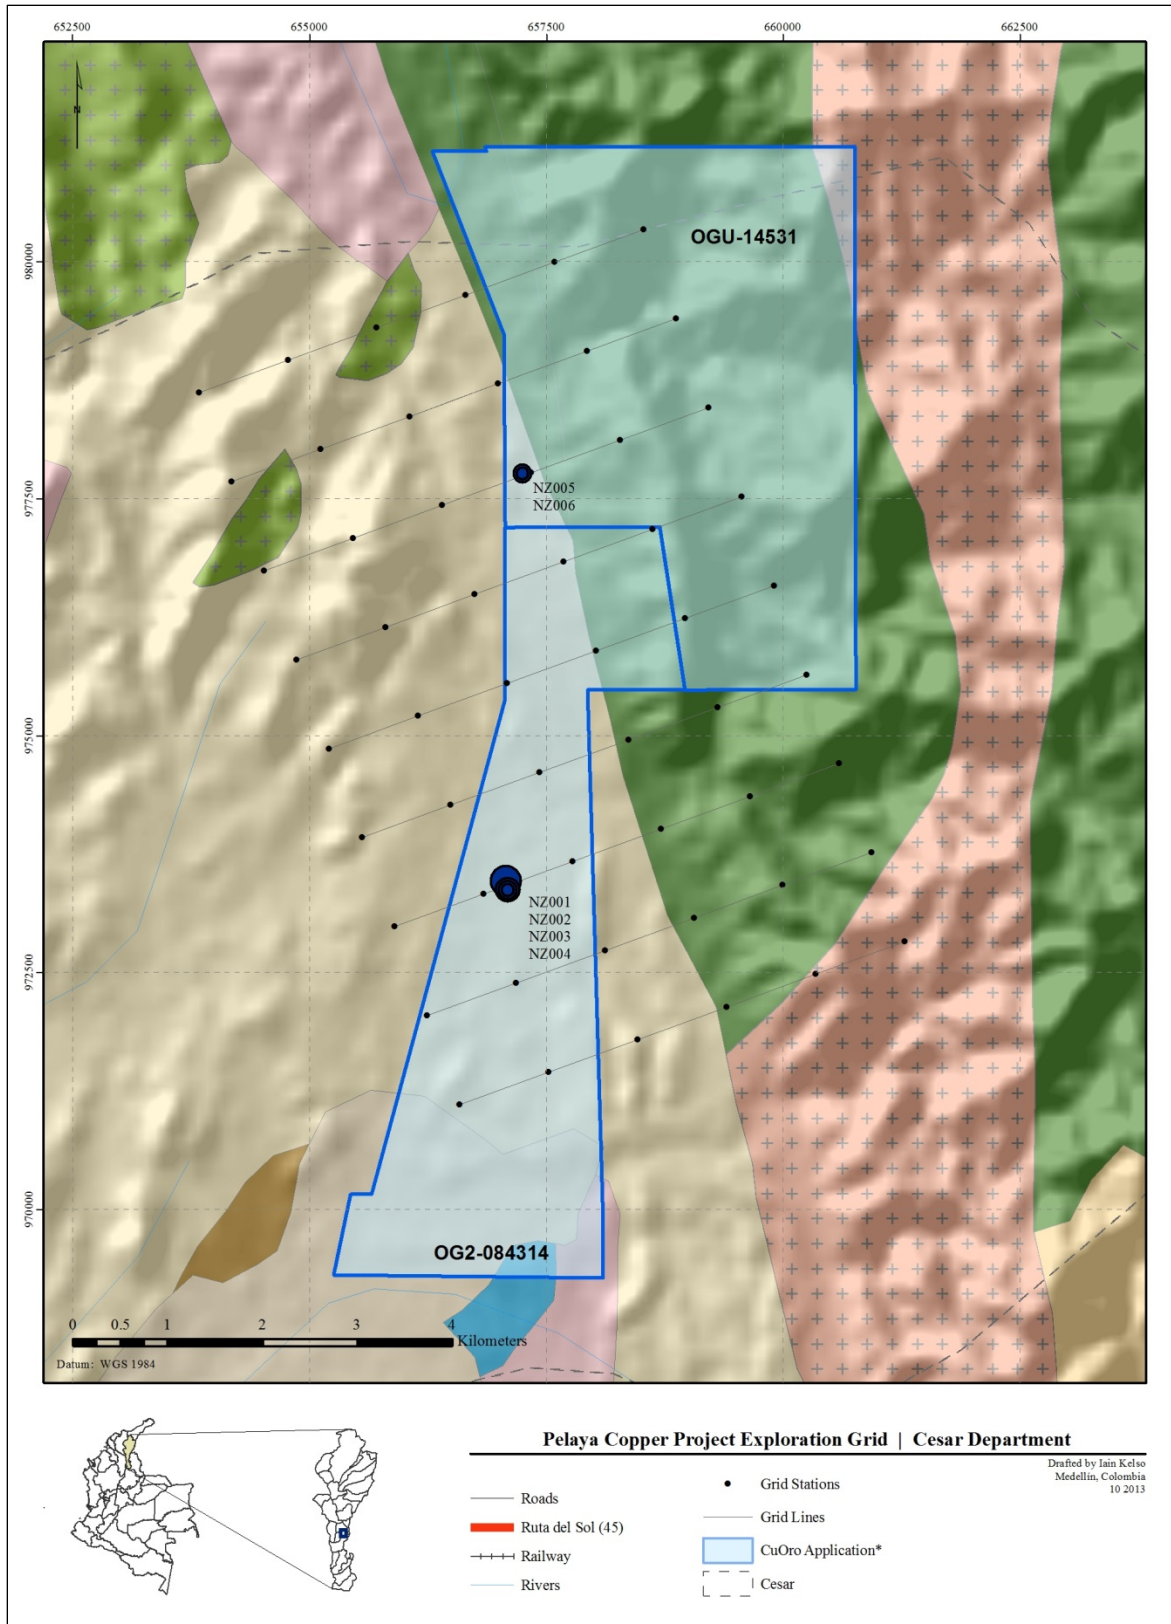 652500 655000 657500 660000 662500
N
OGU-14531
980000
977500
NZ005
NZ006
975000
NZ001
NZ002
NZ003
NZ004
972500
970000
OG2-084314
0 0.5 1 2 3 4
Kilometers
Datum: WGS 1984
Pelaya Copper Project Exploration Grid | Cesar Department
Drafted by Iain Kelso
Medellín, Colombia
10 2013
Roads
Ruta del Sol (45)
Railway
Rivers
Grid Stations
Grid Lines
CuOro Application*
Cesar